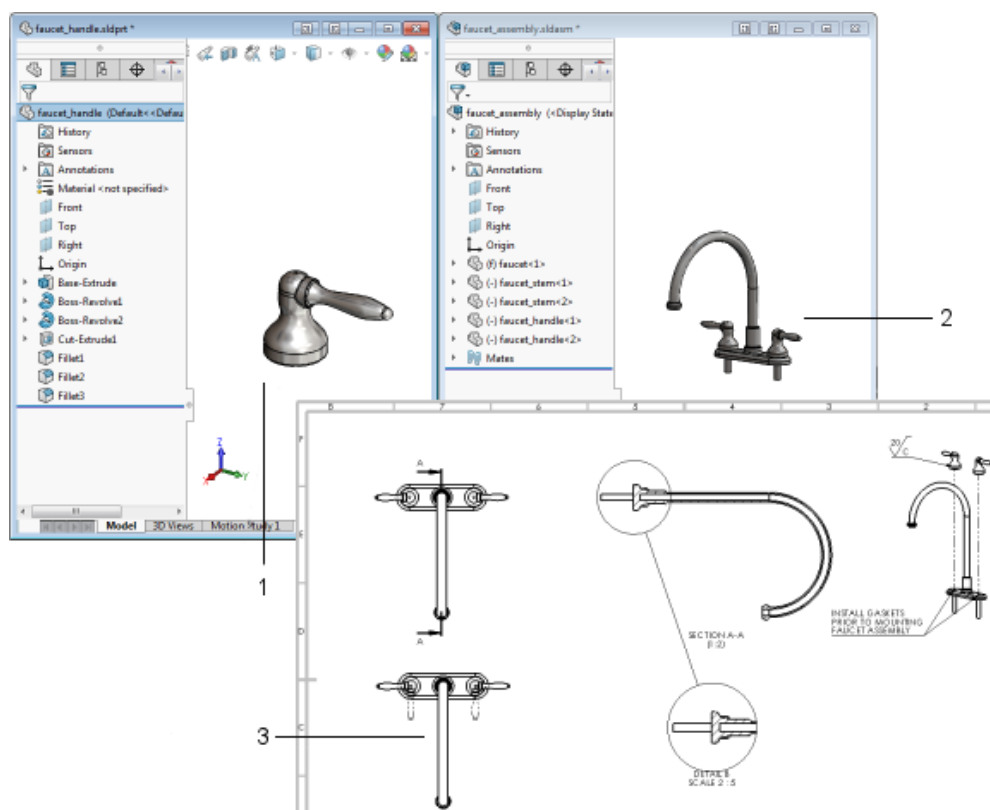 faucet_handle.sldprt *
faucet_handle (Default<<Defau
History
Sensors
Annotations
Material <not specified>
Front
Top
Right
Origin
Base-Extrude
Boss-Revolve1
Boss-Revolve2
Cut-Extrude1
Fillet1
Fillet2
Fillet3
Z
X
Y
Model
3D Views
Motion Study 1
1
faucet_assembly.sldasm *
faucet_assembly (<Display State
History
Sensors
Annotations
Front
Top
Right
Origin
(f) faucet<1>
(-) faucet_stem<1>
(-) faucet_stem<2>
(-) faucet_handle<1>
(-) faucet_handle<2>
Mates
2
8 7 6 5 4 3 2
F
E
D
C
A
A
SECTION A-A
(1:2)
20
C
INSTALL GASKETS
PRIOR TO MOUNTING
FAUCET ASSEMBLY
3
DETAIL B
SCALE 2 : 5